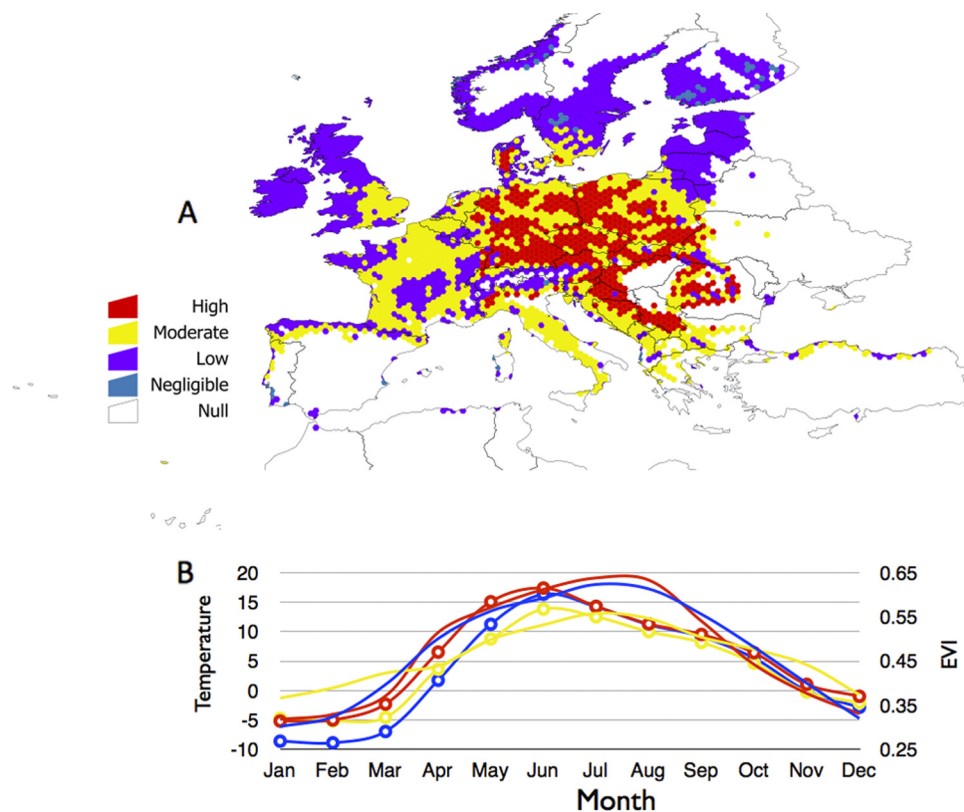 A
High
Moderate
Low
Negligible
Null
B
20 0.65
15 0.55
10
5 0.45
0
-5 0.35
-10 0.25
Temperature
EVI
Jan Feb Mar Apr May Jun Jul Aug Sep Oct Nov Dec
Month